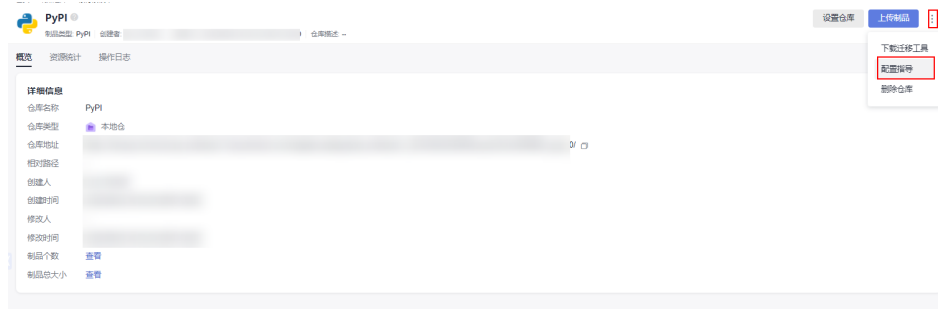 PyPI
设置仓库
上传制品
制品类型 PyPI 创建者 仓库描述 --
下载迁移工具
概览 资源统计 操作日志
配置指导
删除仓库
详细信息
仓库名称 PyPI
仓库类型 本地仓
仓库地址 0/
相对路径
创建人
创建时间
修改人
修改时间
制品个数 查看
制品总大小 查看